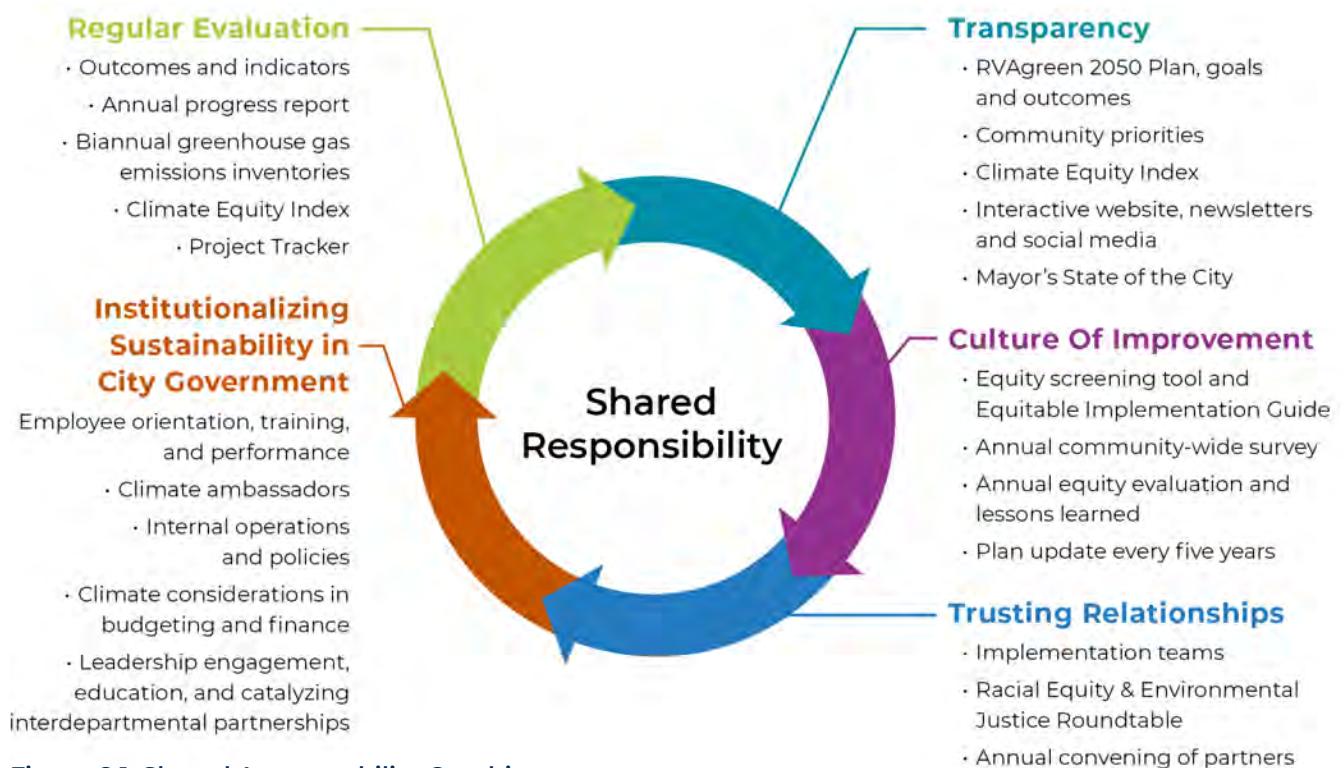 Regular Evaluation
· Outcomes and indicators
· Annual progress report
· Biannual greenhouse gas
emissions inventories
· Climate Equity Index
· Project Tracker
Institutionalizing
Sustainability in
City Government
Employee orientation, training,
and performance
· Climate ambassadors
· Internal operations
and policies
· Climate considerations in
budgeting and finance
· Leadership engagement,
education, and catalyzing
interdepartmental partnerships
Shared
Responsibility
Transparency
· RVAgreen 2050 Plan, goals
and outcomes
· Community priorities
· Climate Equity Index
· Interactive website, newsletters
and social media
· Mayor's State of the City
Culture Of Improvement
· Equity screening tool and
Equitable Implementation Guide
· Annual community-wide survey
· Annual equity evaluation and
lessons learned
· Plan update every five years
Trusting Relationships
· Implementation teams
· Racial Equity & Environmental
Justice Roundtable
· Annual convening of partners